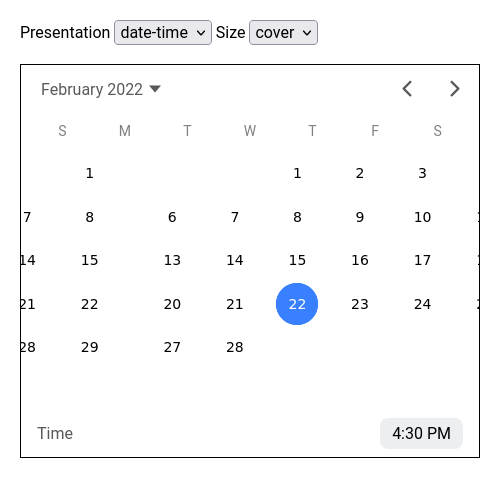 Presentation date-time Size cover
February 2022
S M T W T F S
1 1 2 3
7 8 6 7 8 9 10
14 15 13 14 15 16 17
21 22 20 21 22 23 24
28 29 27 28
Time 4:30 PM